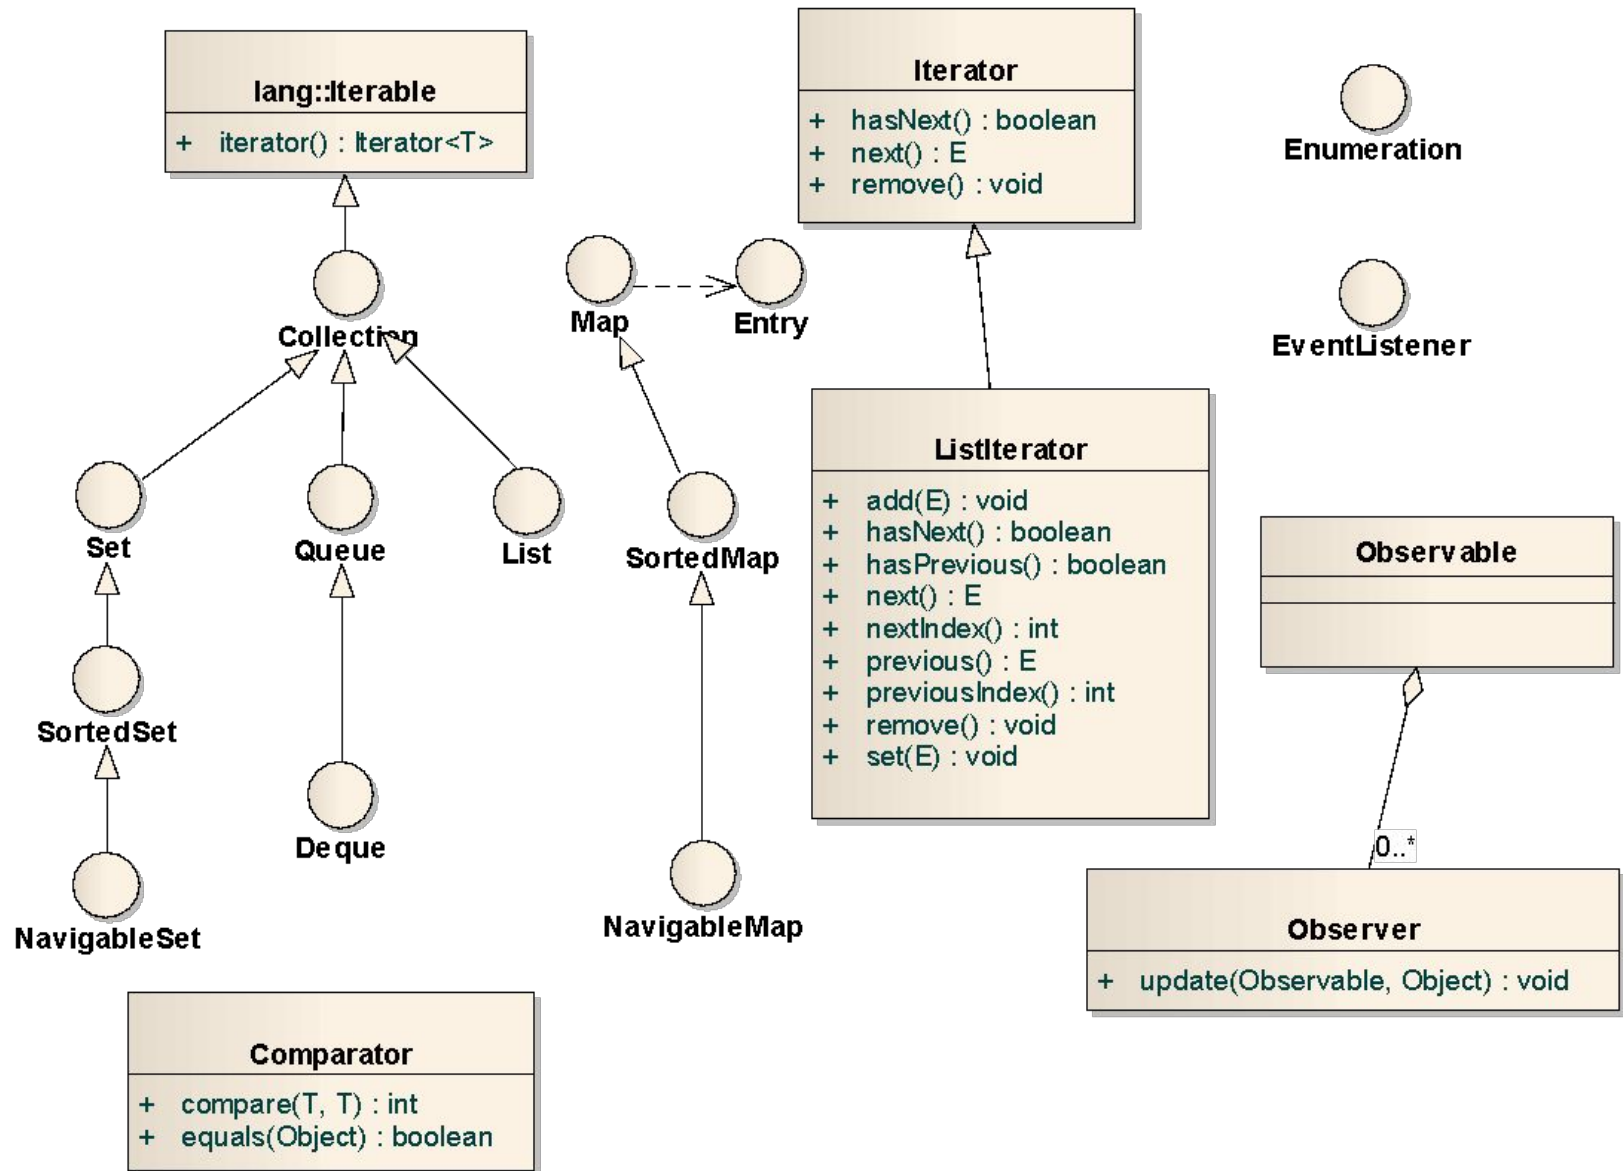 lang::Iterable
+ iterator() : Iterator<T>
Iterator
+ hasNext() : boolean
+ next() : E
+ remove() : void
Enumeration
EventListener
Collection
Map
Entry
Set
Queue
List
SortedMap
ListIterator
+ add(E) : void
+ hasNext() : boolean
+ hasPrevious() : boolean
+ next() : E
+ nextIndex() : int
+ previous() : E
+ previousIndex() : int
+ remove() : void
+ set(E) : void
Observable
0..*
SortedSet
Deque
NavigableSet
NavigableMap
Observer
+ update(Observable, Object) : void
Comparator
+ compare(T, T) : int
+ equals(Object) : boolean